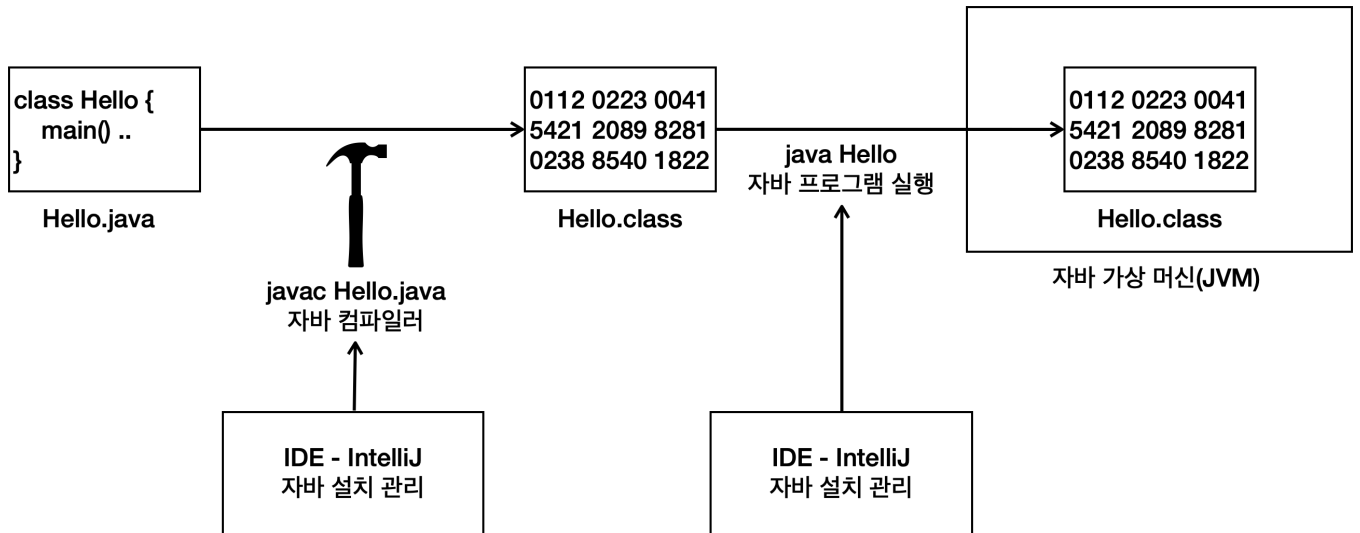 class Hello {
main() ..
}
Hello.java
javac Hello.java
자바 컴파일러
IDE - IntelliJ
자바 설치 관리
0112 0223 0041
5421 2089 8281
0238 8540 1822
Hello.class
java Hello
자바 프로그램 실행
IDE - IntelliJ
자바 설치 관리
0112 0223 0041
5421 2089 8281
0238 8540 1822
Hello.class
자바 가상 머신(JVM)